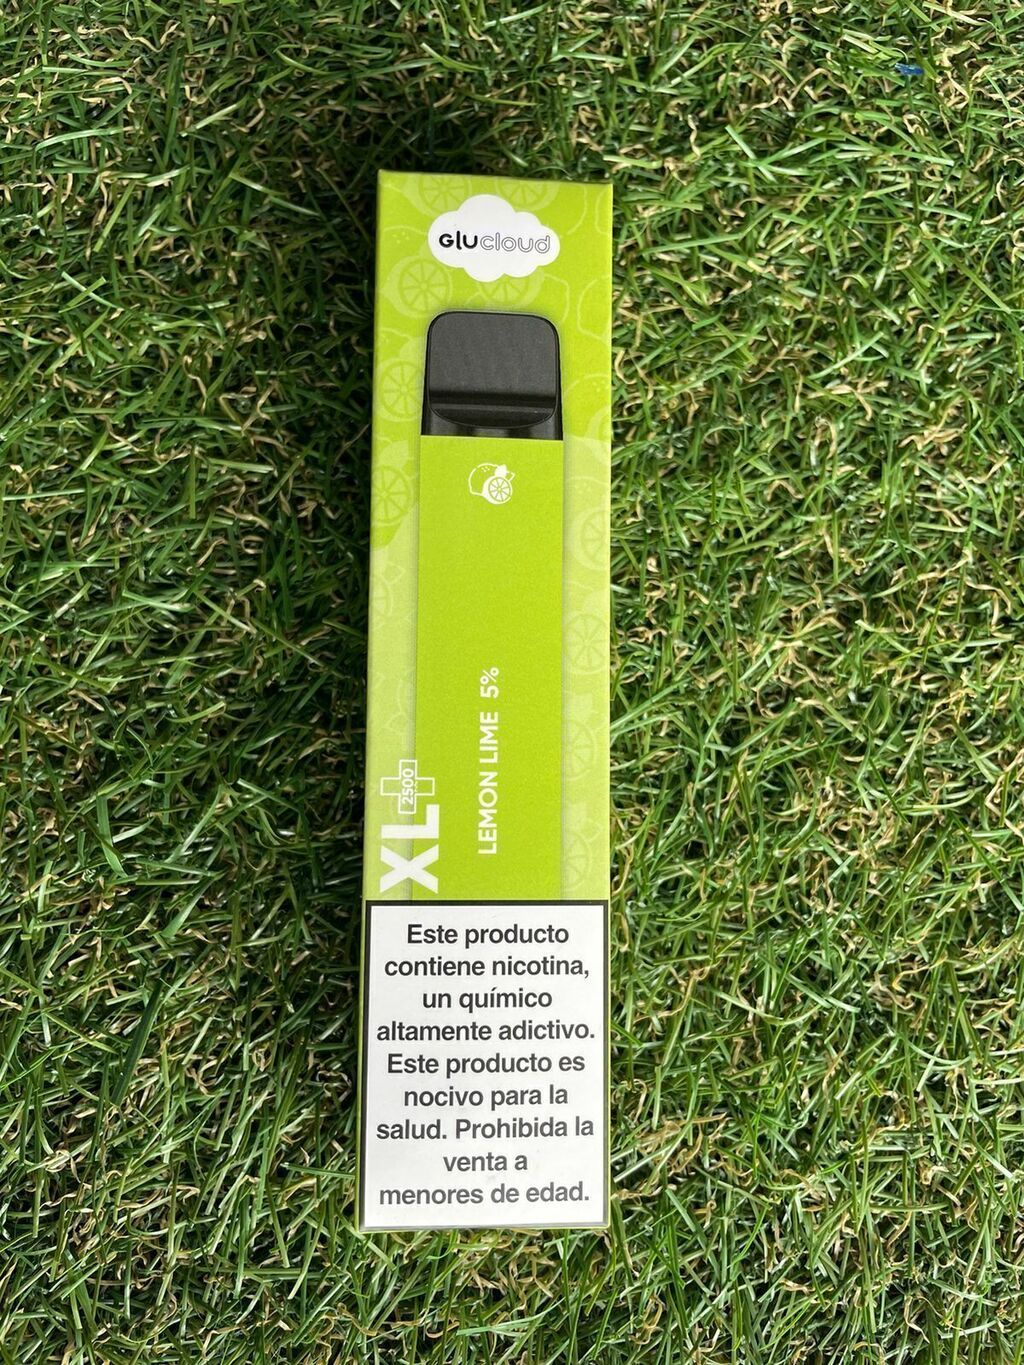 GLUcloud
LEMON LIME 5%
XL
2500
Este producto
contiene nicotina,
un químico
altamente adictivo.
Este producto es
nocivo para la
salud. Prohibida la
venta a
menores de edad.